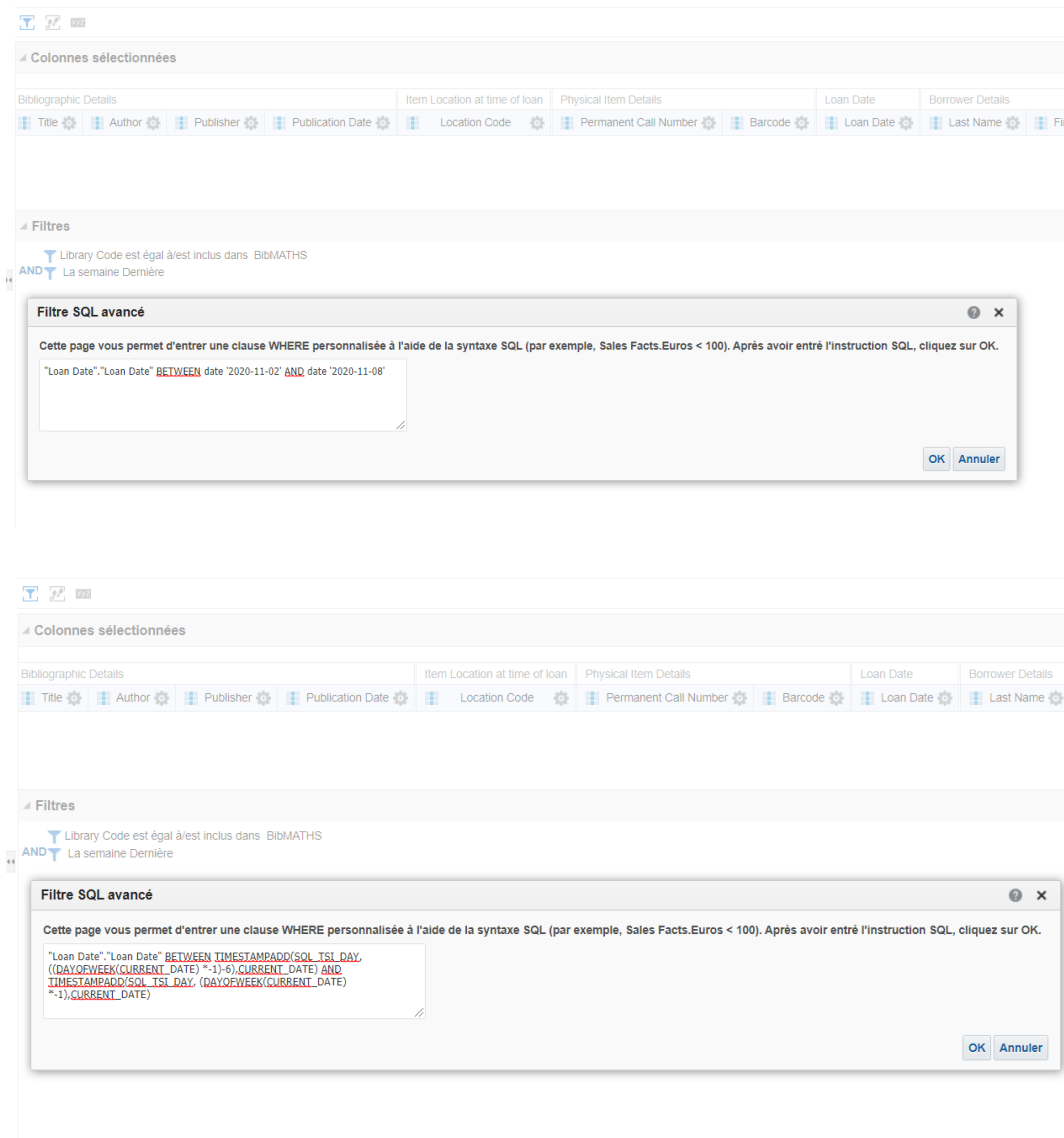 Colonnes sélectionnées
Bibliographic Details Item Location at time of loan Physical Item Details Loan Date Borrower Details
Title Author Publisher Publication Date Location Code Permanent Call Number Barcode Loan Date Last Name Fi
Filtres
Library Code est égal à/est inclus dans BibMATHS
AND La semaine Dernière
Filtre SQL avancé
Cette page vous permet d'entrer une clause WHERE personnalisée à l'aide de la syntaxe SQL (par exemple, Sales Facts.Euros < 100). Après avoir entré l'instruction SQL, cliquez sur OK.
"Loan Date"."Loan Date" BETWEEN date '2020-11-02' AND date '2020-11-08'
OK Annuler
Colonnes sélectionnées
Bibliographic Details Item Location at time of loan Physical Item Details Loan Date Borrower Details
Title Author Publisher Publication Date Location Code Permanent Call Number Barcode Loan Date Last Name
Filtres
Library Code est égal à/est inclus dans BibMATHS
AND La semaine Dernière
Filtre SQL avancé
Cette page vous permet d'entrer une clause WHERE personnalisée à l'aide de la syntaxe SQL (par exemple, Sales Facts.Euros < 100). Après avoir entré l'instruction SQL, cliquez sur OK.
"Loan Date"."Loan Date" BETWEEN TIMESTAMPADD(SQL_TSI_DAY,
((DAYOFWEEK(CURRENT_DATE) *-1)-6),CURRENT_DATE) AND
TIMESTAMPADD(SQL_TSI_DAY, (DAYOFWEEK(CURRENT_DATE)
*-1),CURRENT_DATE)
OK Annuler